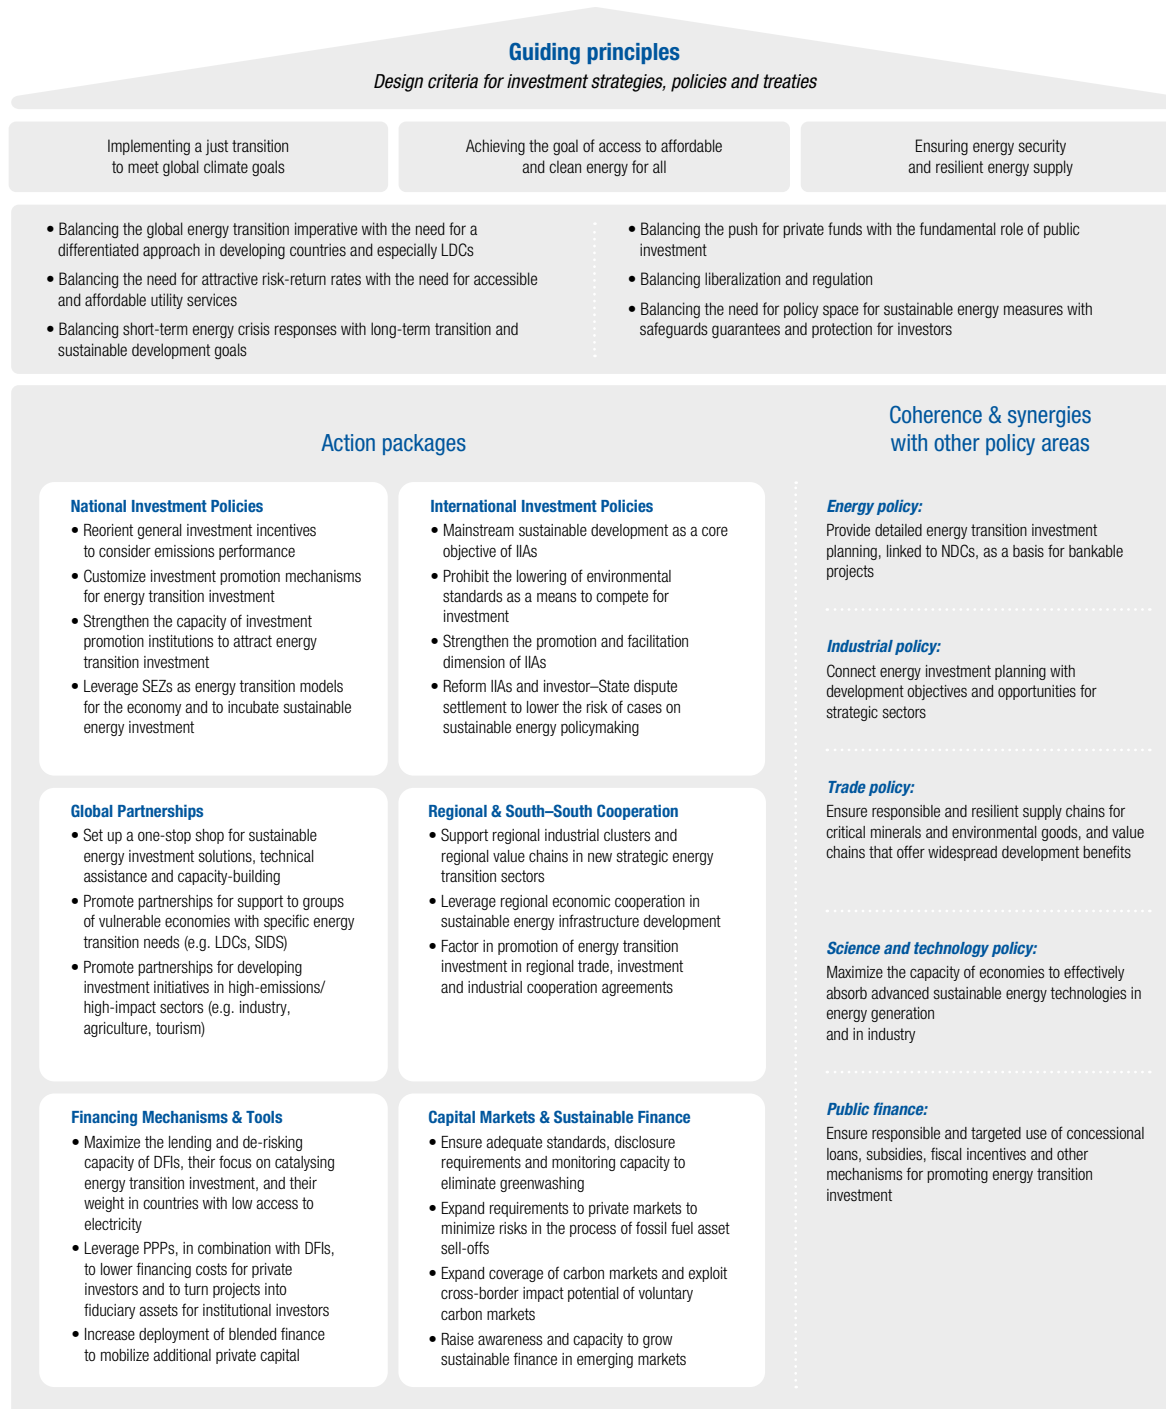 Guiding principles
Design criteria for investment strategies, policies and treaties
Implementing a just transition
to meet global climate goals
Achieving the goal of access to affordable
and clean energy for all
Ensuring energy security
and resilient energy supply
• Balancing the global energy transition imperative with the need for a
differentiated approach in developing countries and especially LDCs
• Balancing the need for attractive risk-return rates with the need for accessible
and affordable utility services
• Balancing short-term energy crisis responses with long-term transition and
sustainable development goals
• Balancing the push for private funds with the fundamental role of public
investment
• Balancing liberalization and regulation
• Balancing the need for policy space for sustainable energy measures with
safeguards guarantees and protection for investors
Action packages
National Investment Policies
• Reorient general investment incentives
to consider emissions performance
• Customize investment promotion mechanisms
for energy transition investment
• Strengthen the capacity of investment
promotion institutions to attract energy
transition investment
• Leverage SEZs as energy transition models
for the economy and to incubate sustainable
energy investment
International Investment Policies
• Mainstream sustainable development as a core
objective of IIAs
• Prohibit the lowering of environmental
standards as a means to compete for
investment
• Strengthen the promotion and facilitation
dimension of IIAs
• Reform IIAs and investor–State dispute
settlement to lower the risk of cases on
sustainable energy policymaking
Global Partnerships
• Set up a one-stop shop for sustainable
energy investment solutions, technical
assistance and capacity-building
• Promote partnerships for support to groups
of vulnerable economies with specific energy
transition needs (e.g. LDCs, SIDS)
• Promote partnerships for developing
investment initiatives in high-emissions/
high-impact sectors (e.g. industry,
agriculture, tourism)
Regional & South–South Cooperation
• Support regional industrial clusters and
regional value chains in new strategic energy
transition sectors
• Leverage regional economic cooperation in
sustainable energy infrastructure development
• Factor in promotion of energy transition
investment in regional trade, investment
and industrial cooperation agreements
Financing Mechanisms & Tools
• Maximize the lending and de-risking
capacity of DFIs, their focus on catalysing
energy transition investment, and their
weight in countries with low access to
electricity
• Leverage PPPs, in combination with DFIs,
to lower financing costs for private
investors and to turn projects into
fiduciary assets for institutional investors
• Increase deployment of blended finance
to mobilize additional private capital
Capital Markets & Sustainable Finance
• Ensure adequate standards, disclosure
requirements and monitoring capacity to
eliminate greenwashing
• Expand requirements to private markets to
minimize risks in the process of fossil fuel asset
sell-offs
• Expand coverage of carbon markets and exploit
cross-border impact potential of voluntary
carbon markets
• Raise awareness and capacity to grow
sustainable finance in emerging markets
Coherence & synergies
with other policy areas
Energy policy:
Provide detailed energy transition investment
planning, linked to NDCs, as a basis for bankable
projects
Industrial policy:
Connect energy investment planning with
development objectives and opportunities for
strategic sectors
Trade policy:
Ensure responsible and resilient supply chains for
critical minerals and environmental goods, and value
chains that offer widespread development benefits
Science and technology policy:
Maximize the capacity of economies to effectively
absorb advanced sustainable energy technologies in
energy generation
and in industry
Public finance:
Ensure responsible and targeted use of concessional
loans, subsidies, fiscal incentives and other
mechanisms for promoting energy transition
investment